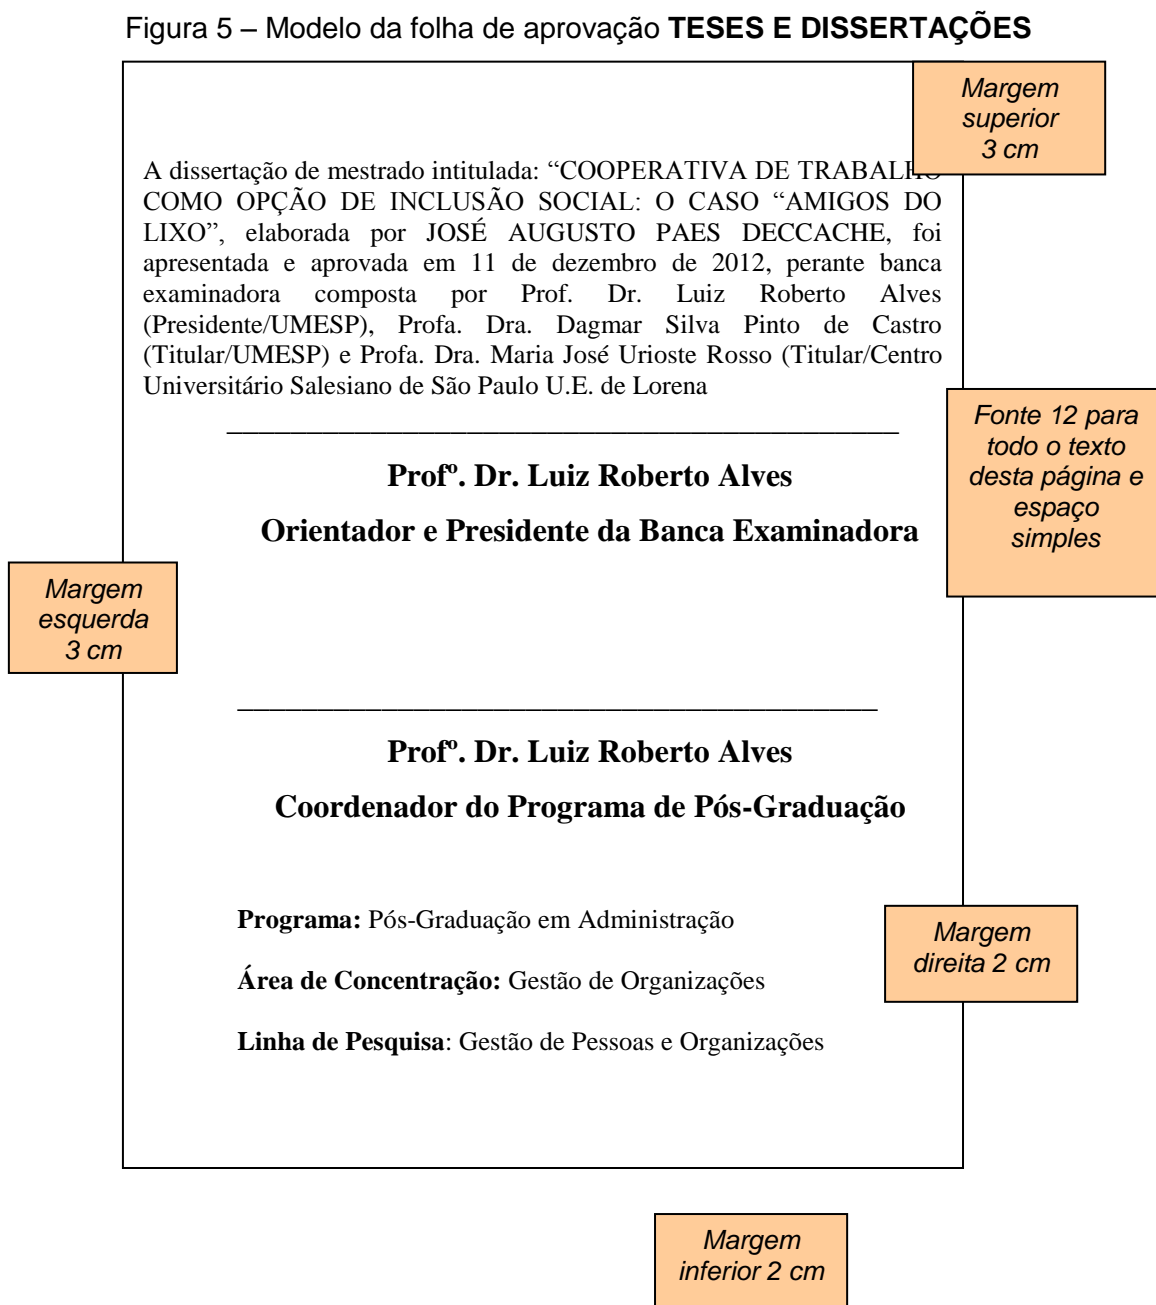 Figura 5 – Modelo da folha de aprovação TESES E DISSERTAÇÕES
Margem
superior
3 cm
A dissertação de mestrado intitulada: “COOPERATIVA DE TRABALHO
COMO OPÇÃO DE INCLUSÃO SOCIAL: O CASO “AMIGOS DO
LIXO”, elaborada por JOSÉ AUGUSTO PAES DECCACHE, foi
apresentada e aprovada em 11 de dezembro de 2012, perante banca
examinadora composta por Prof. Dr. Luiz Roberto Alves
(Presidente/UMESP), Profa. Dra. Dagmar Silva Pinto de Castro
(Titular/UMESP) e Profa. Dra. Maria José Urioste Rosso (Titular/Centro
Universitário Salesiano de São Paulo U.E. de Lorena
Fonte 12 para
todo o texto
desta página e
espaço
simples
Profº. Dr. Luiz Roberto Alves
Orientador e Presidente da Banca Examinadora
Margem
esquerda
3 cm
Profº. Dr. Luiz Roberto Alves
Coordenador do Programa de Pós-Graduação
Programa: Pós-Graduação em Administração
Área de Concentração: Gestão de Organizações
Linha de Pesquisa: Gestão de Pessoas e Organizações
Margem
direita 2 cm
Margem
inferior 2 cm